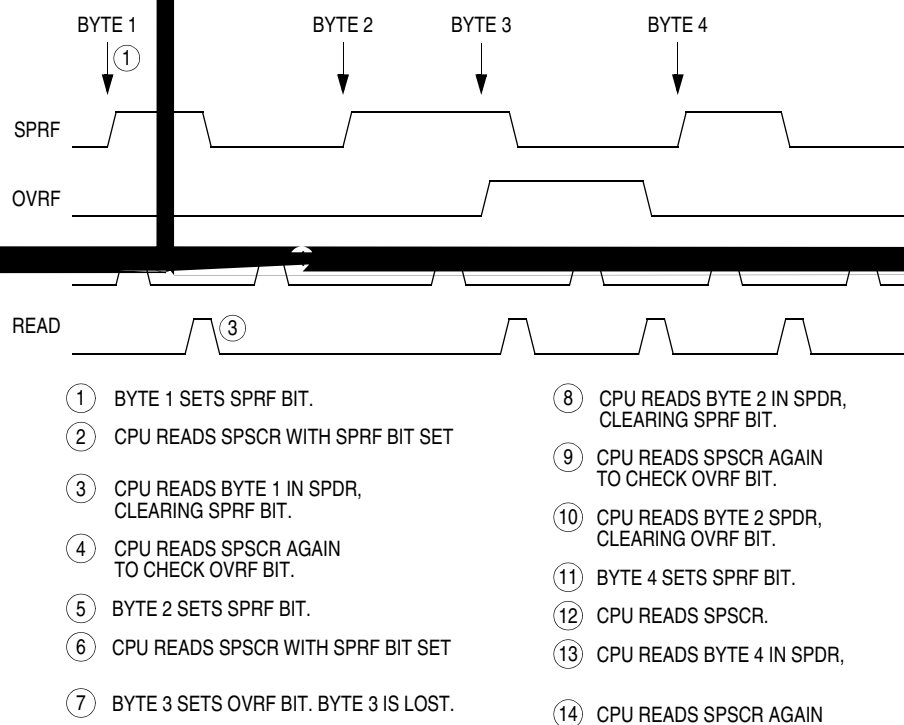 BYTE 1 BYTE 2 BYTE 3 BYTE 4
1
SPRF
OVRF
READ
3
1 BYTE 1 SETS SPRF BIT.
2 CPU READS SPSCR WITH SPRF BIT SET
3 CPU READS BYTE 1 IN SPDR,
CLEARING SPRF BIT.
4 CPU READS SPSCR AGAIN
TO CHECK OVRF BIT.
5 BYTE 2 SETS SPRF BIT.
6 CPU READS SPSCR WITH SPRF BIT SET
7 BYTE 3 SETS OVRF BIT. BYTE 3 IS LOST.
8 CPU READS BYTE 2 IN SPDR,
CLEARING SPRF BIT.
9 CPU READS SPSCR AGAIN
TO CHECK OVRF BIT.
10 CPU READS BYTE 2 SPDR,
CLEARING OVRF BIT.
11 BYTE 4 SETS SPRF BIT.
12 CPU READS SPSCR.
13 CPU READS BYTE 4 IN SPDR,
14 CPU READS SPSCR AGAIN